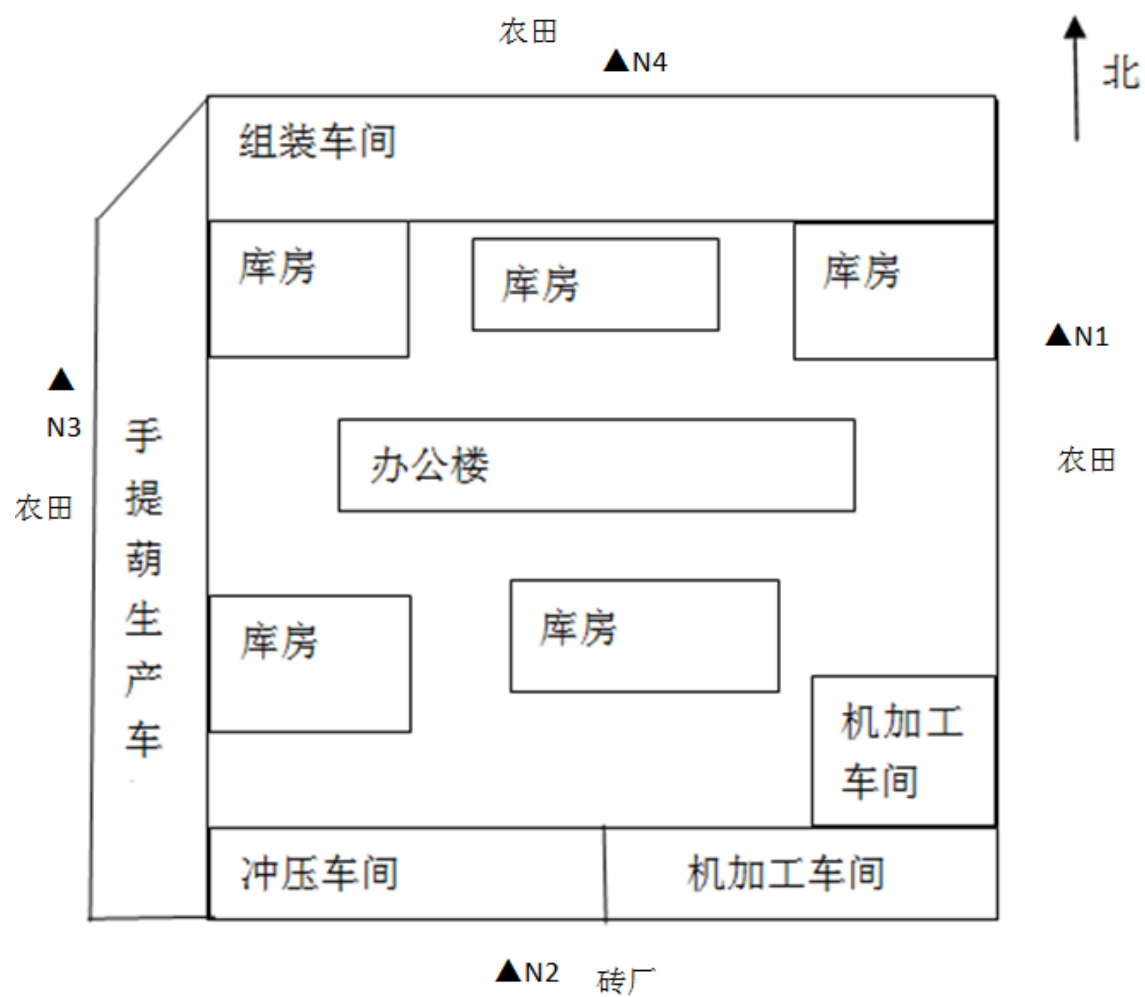 农田
▲N4
北
组装车间
库房
库房
库房
▲N1
▲
N3
农田
手提葫生产车
办公楼
农田
库房
库房
机加工
车间
冲压车间
机加工车间
▲N2
砖厂